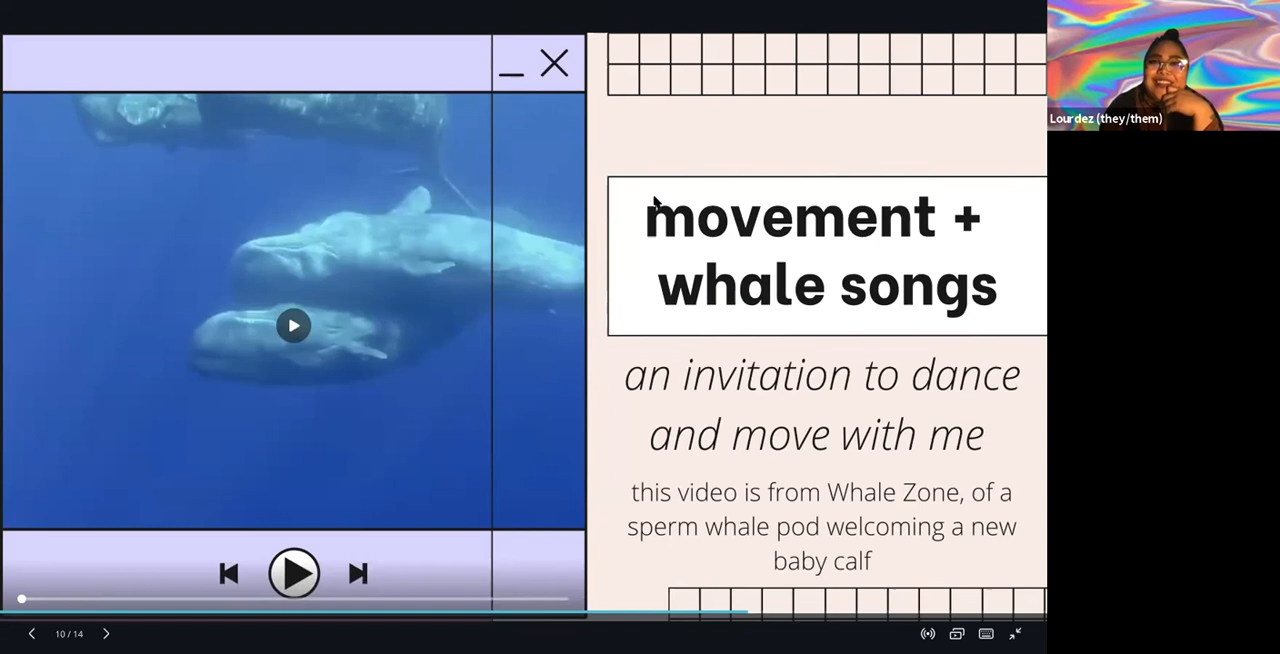 Lourdez (they/them)
movement +
whale songs
an invitation to dance
and move with me
this video is from Whale Zone, of a
sperm whale pod welcoming a new
baby calf
10 / 14